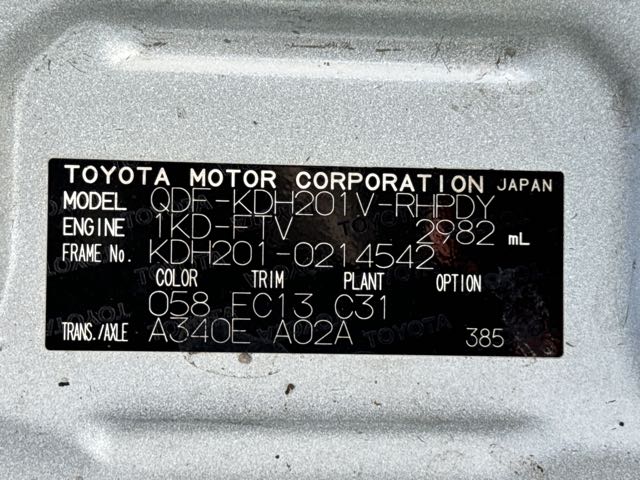 TOYOTA MOTOR CORPORATION JAPAN
MODEL QDF-KDH201V-RHPDY
ENGINE 1KD-FTV 2982 mL
FRAME No. KDH201-0214542
COLOR TRIM PLANT OPTION
058 EC13 C31
TRANS./AXLE A340E A02A 385